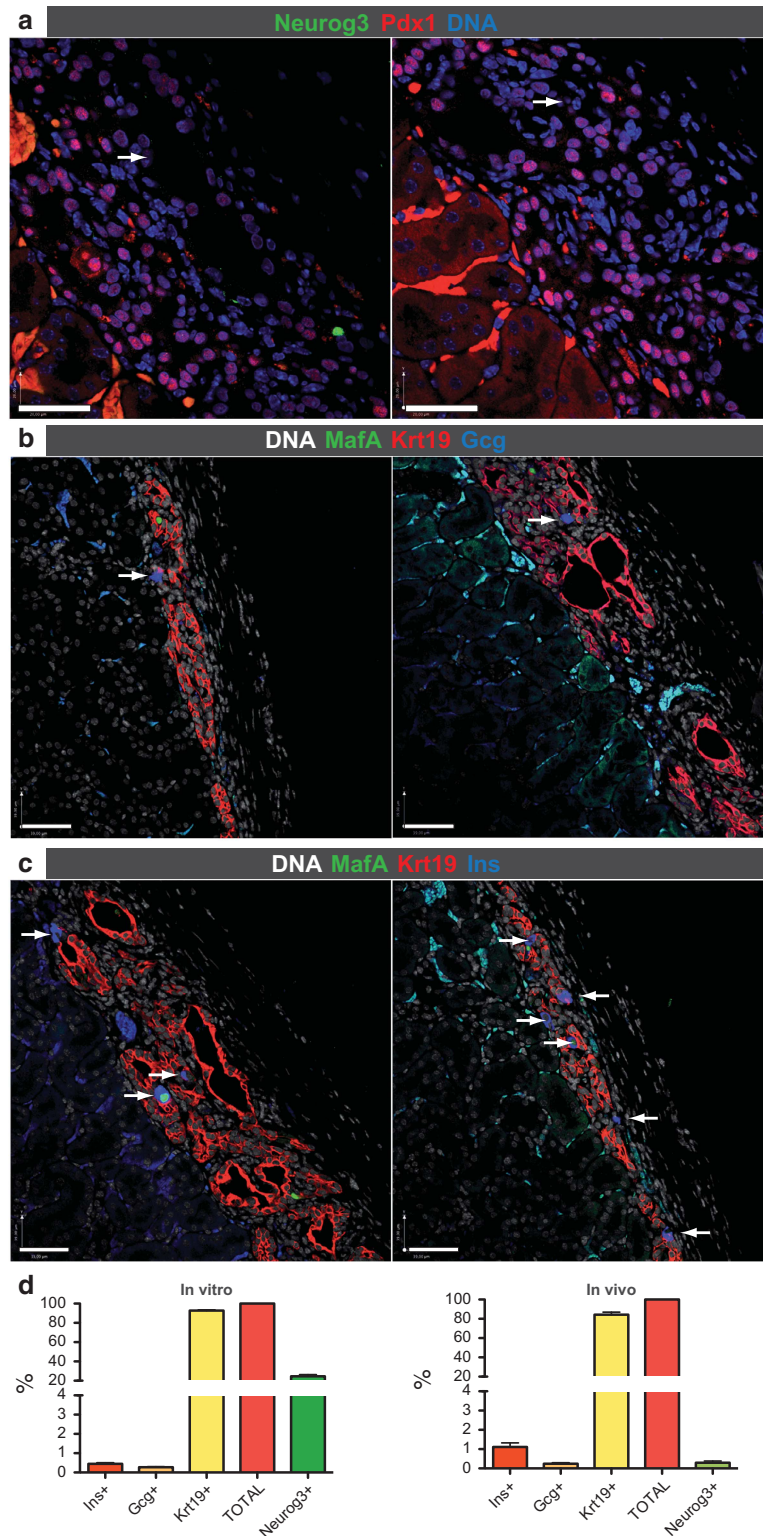 a
Neurog3 Pdx1 DNA
b
DNA MafA Krt19 Gcg
c
DNA MafA Krt19 Ins
d
In vitro
100
80
60
40
20
4
3
2
1
0
%
Ins+
Gcg+
Krt19+
TOTAL
Neurog3+
In vivo
100
80
60
40
20
4
3
2
1
0
%
Ins+
Gcg+
Krt19+
TOTAL
Neurog3+